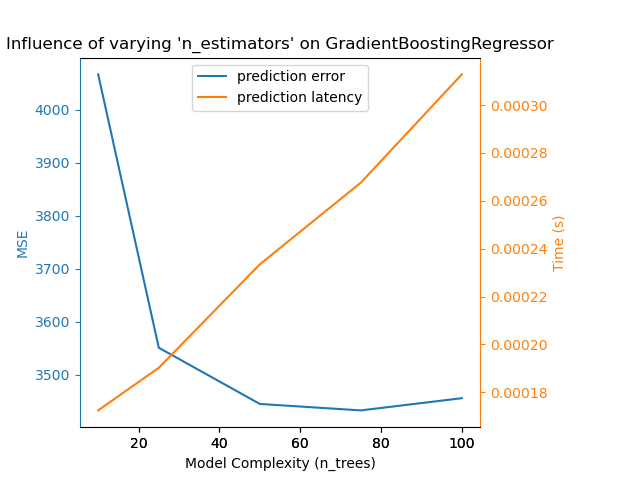 Influence of varying 'n_estimators' on GradientBoostingRegressor
prediction error
prediction latency
4000
3900
3800
3700
3600
3500
MSE
0.00030
0.00028
0.00026
0.00024
0.00022
0.00020
0.00018
Time (s)
20 40 60 80 100
Model Complexity (n_trees)